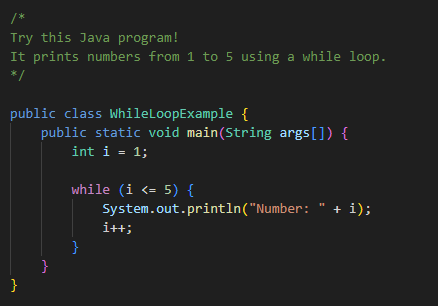 /*
Try this Java program!
It prints numbers from 1 to 5 using a while loop.
*/
public class WhileLoopExample {
    public static void main(String args[]) {
        int i = 1;
        while (i <= 5) {
            System.out.println("Number: " + i);
            i++;
        }
    }
}